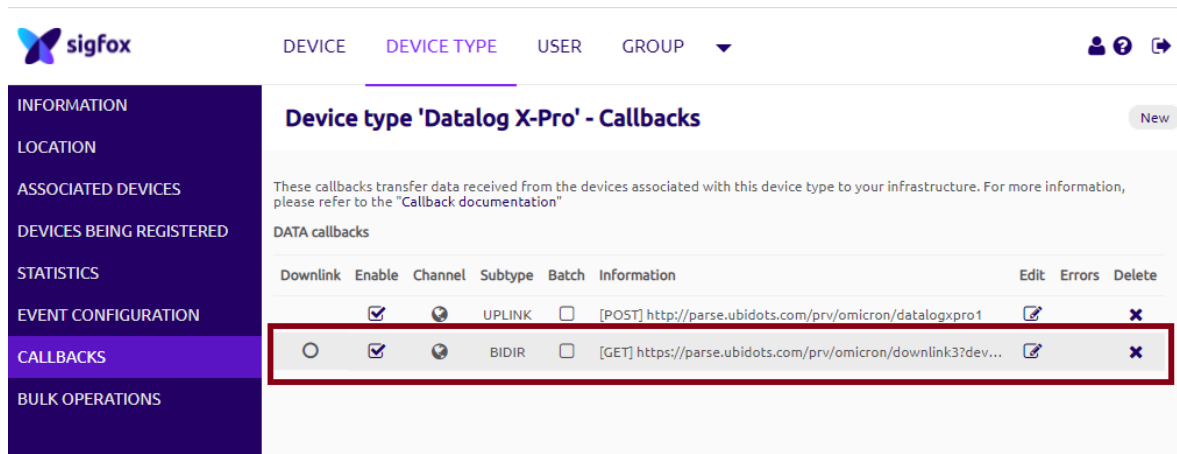 sigfox
DEVICE DEVICE TYPE USER GROUP
INFORMATION
LOCATION
ASSOCIATED DEVICES
DEVICES BEING REGISTERED
STATISTICS
EVENT CONFIGURATION
CALLBACKS
BULK OPERATIONS
Device type 'Datalog X-Pro' - Callbacks
New
These callbacks transfer data received from the devices associated with this device type to your infrastructure. For more information,
please refer to the "Callback documentation"
DATA callbacks
Downlink Enable Channel Subtype Batch Information Edit Errors Delete
UPLINK [POST] http://parse.ubidots.com/prv/omicron/datalogxpro1
BIDIR [GET] https://parse.ubidots.com/prv/omicron/downlink3?dev...